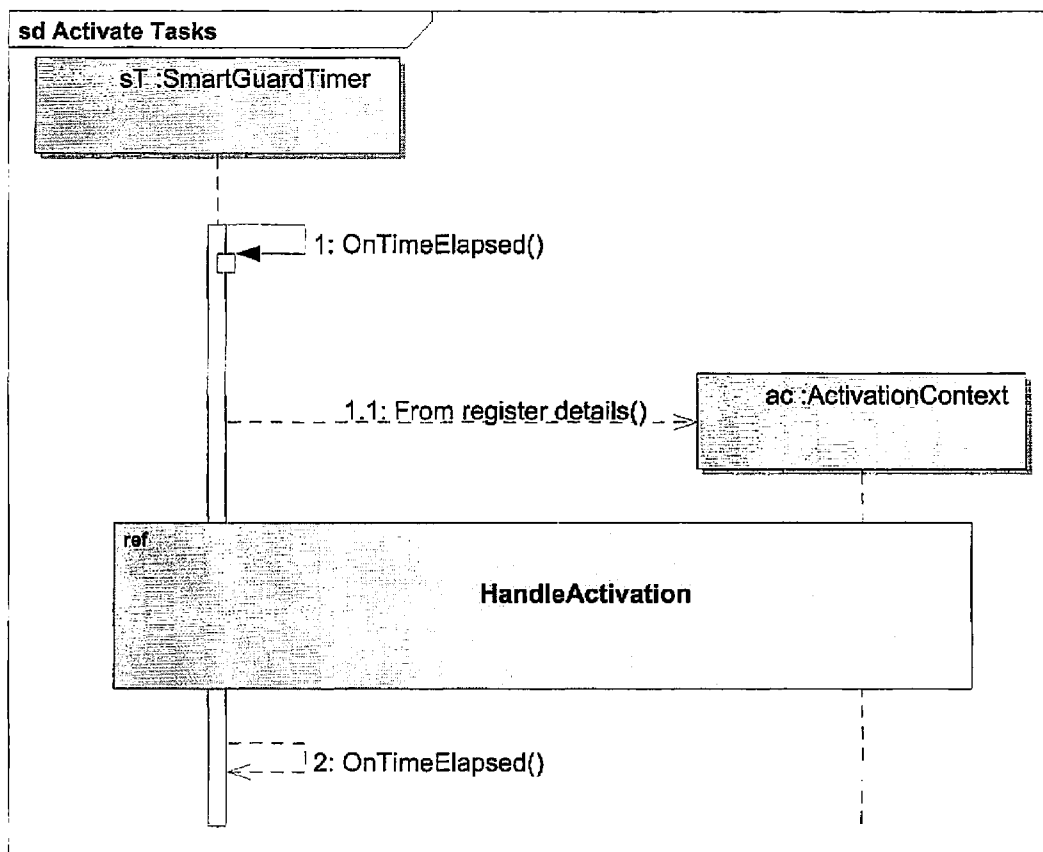 sd Activate Tasks
sT :SmartGuardTimer
1: OnTimeElapsed()
1.1: From register details()
ac :ActivationContext
ref
HandleActivation
2: OnTimeElapsed()